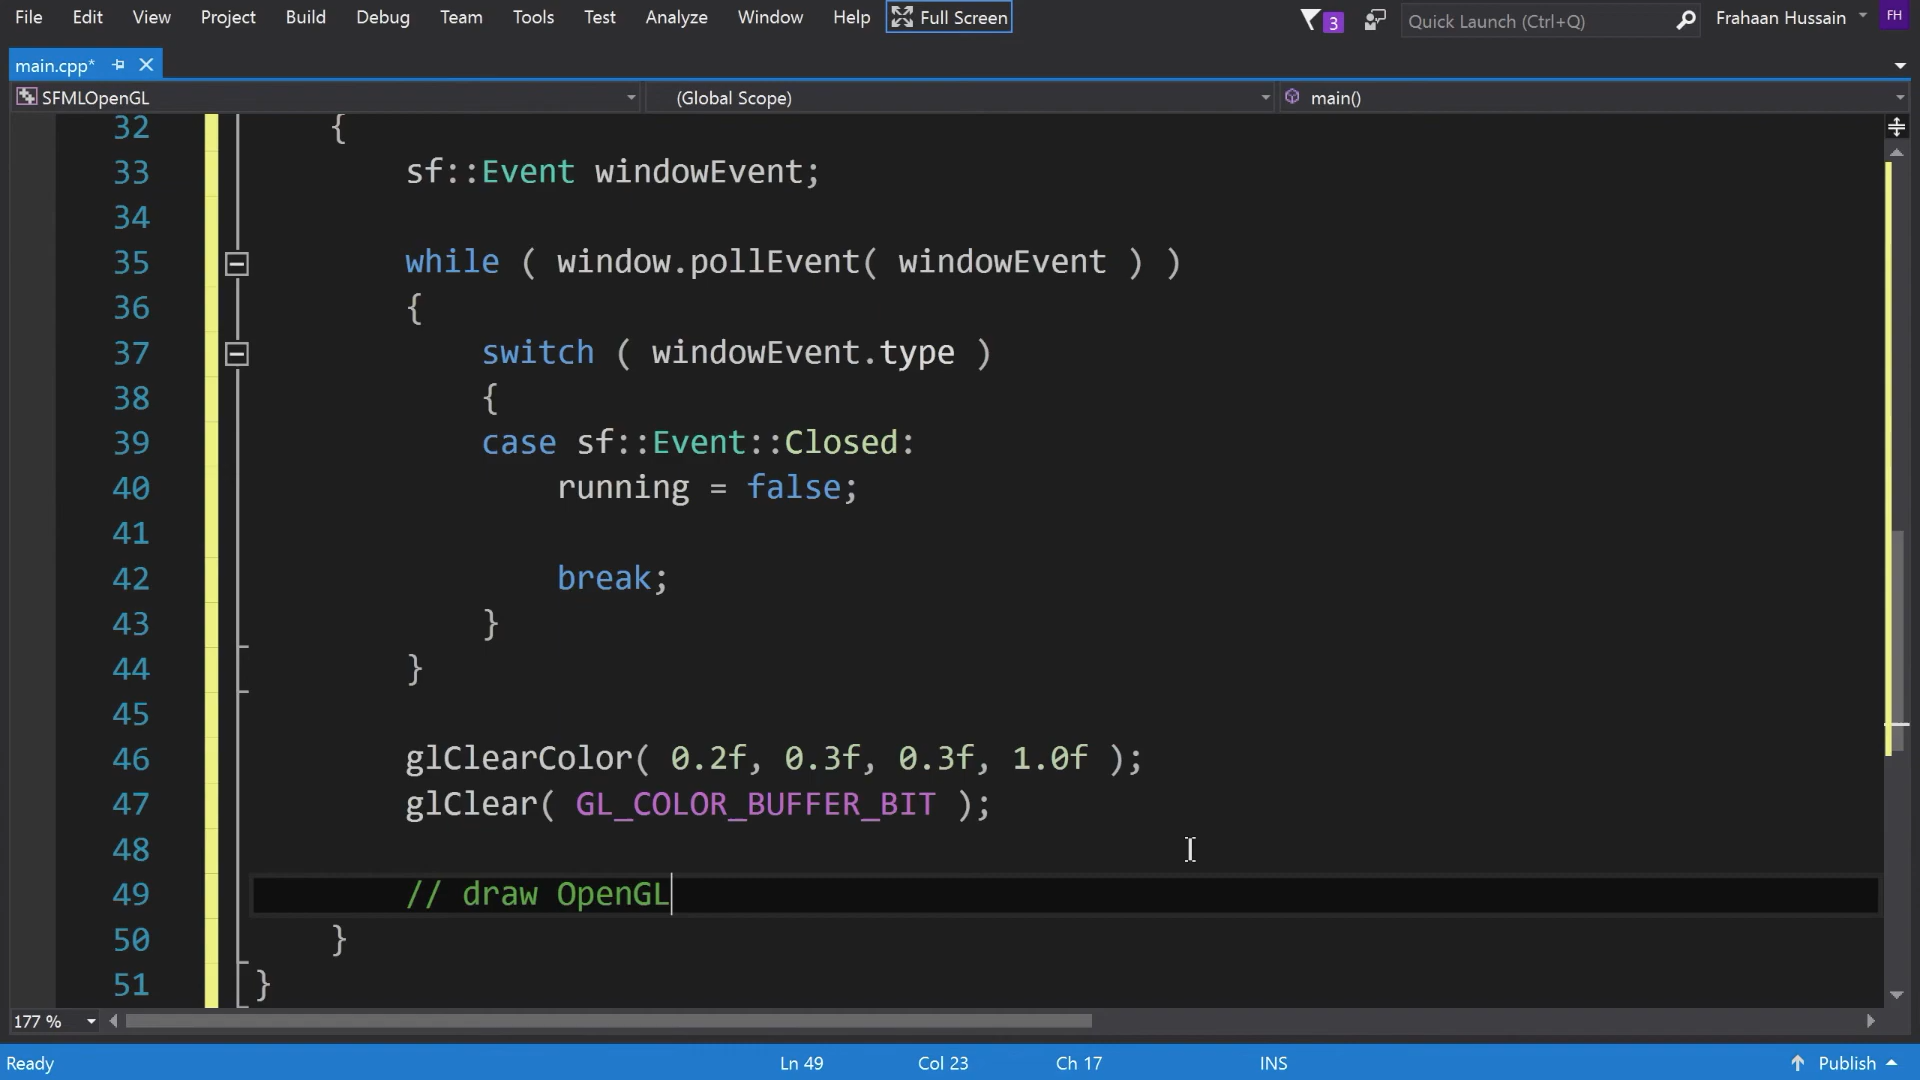 File Edit View Project Build Debug Team Tools Test Analyze Window Help Full Screen 3 Quick Launch (Ctrl+Q) Frahaan Hussain FH
main.cpp*
SFMLOpenGL (Global Scope) main()
32 {
33 sf::Event windowEvent;
34
35 while ( window.pollEvent( windowEvent ) )
36 {
37 switch ( windowEvent.type )
38 {
39 case sf::Event::Closed:
40 running = false;
41
42 break;
43 }
44 }
45
46 glClearColor( 0.2f, 0.3f, 0.3f, 1.0f );
47 glClear( GL_COLOR_BUFFER_BIT );
48
49 // draw OpenGL
50 }
51 }
177 %
Ready Ln 49 Col 23 Ch 17 INS Publish